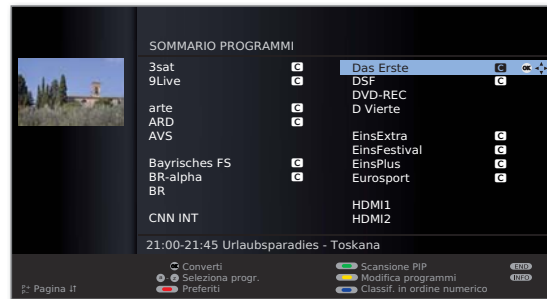 SOMMARIO PROGRAMMI
3sat C
9Live C
arte C
ARD C
AVS
Bayrisches FS C
BR-alpha C
BR
CNN INT
Das Erste C OK
DSF C
DVD-REC
D Vierte
EinsExtra C
EinsFestival C
EinsPlus C
Eurosport C
HDMI1
HDMI2
21:00-21:45 Urlaubsparadies - Toskana
OK Converti
Seleziona progr.
Preferiti
Scansione PIP
Modifica programmi
Classif. in ordine numerico
END
INFO
P+ P- Pagina